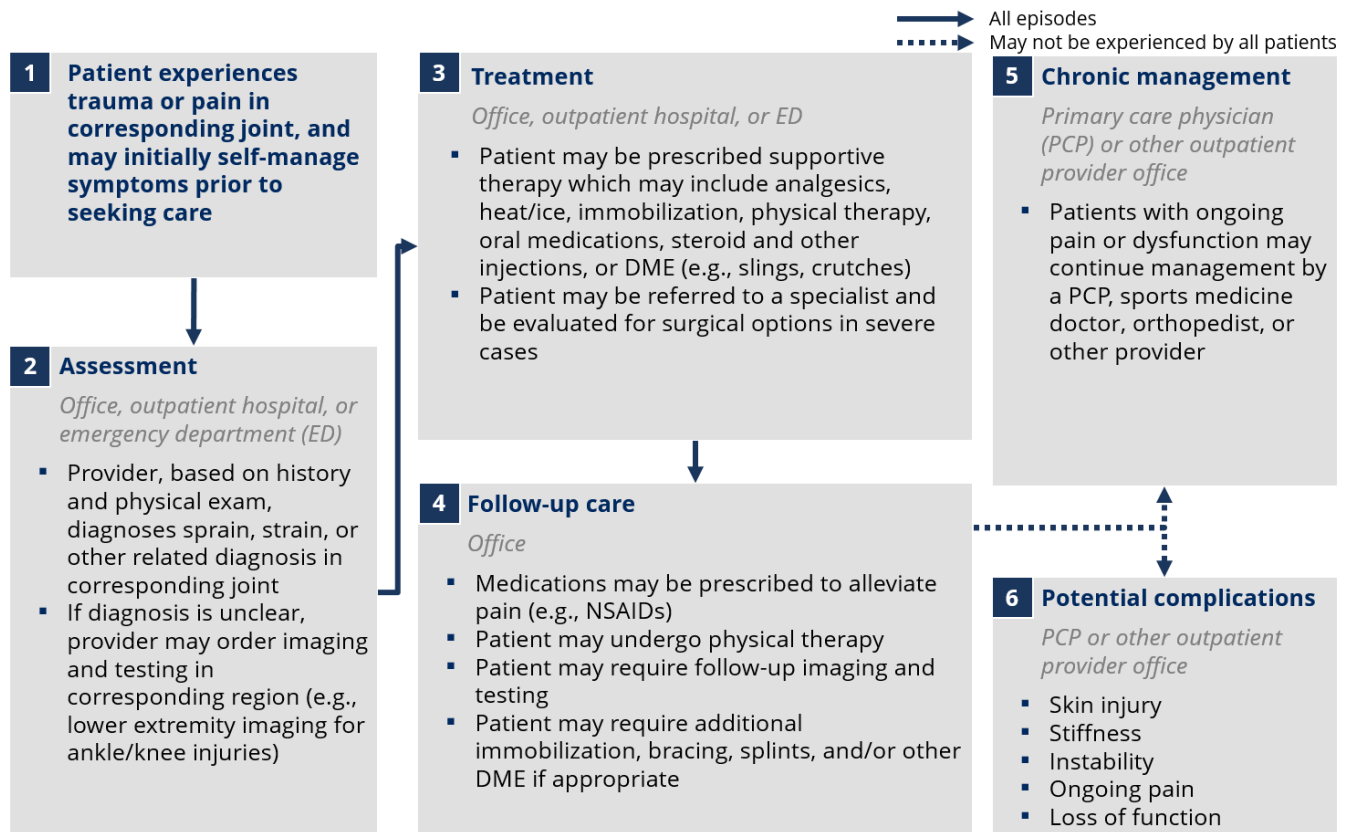 All episodes
May not be experienced by all patients
1
Patient experiences
trauma or pain in
corresponding joint, and
may initially self-manage
symptoms prior to
seeking care
2
Assessment
Office, outpatient hospital, or
emergency department (ED)
▪ Provider, based on history
and physical exam,
diagnoses sprain, strain, or
other related diagnosis in
corresponding joint
▪ If diagnosis is unclear,
provider may order imaging
and testing in
corresponding region (e.g.,
lower extremity imaging for
ankle/knee injuries)
3
Treatment
Office, outpatient hospital, or ED
▪ Patient may be prescribed supportive
therapy which may include analgesics,
heat/ice, immobilization, physical therapy,
oral medications, steroid and other
injections, or DME (e.g., slings, crutches)
▪ Patient may be referred to a specialist and
be evaluated for surgical options in severe
cases
4
Follow-up care
Office
▪ Medications may be prescribed to alleviate
pain (e.g., NSAIDs)
▪ Patient may undergo physical therapy
▪ Patient may require follow-up imaging and
testing
▪ Patient may require additional
immobilization, bracing, splints, and/or other
DME if appropriate
5
Chronic management
Primary care physician
(PCP) or other outpatient
provider office
▪ Patients with ongoing
pain or dysfunction may
continue management by
a PCP, sports medicine
doctor, orthopedist, or
other provider
6
Potential complications
PCP or other outpatient
provider office
▪ Skin injury
▪ Stiffness
▪ Instability
▪ Ongoing pain
▪ Loss of function